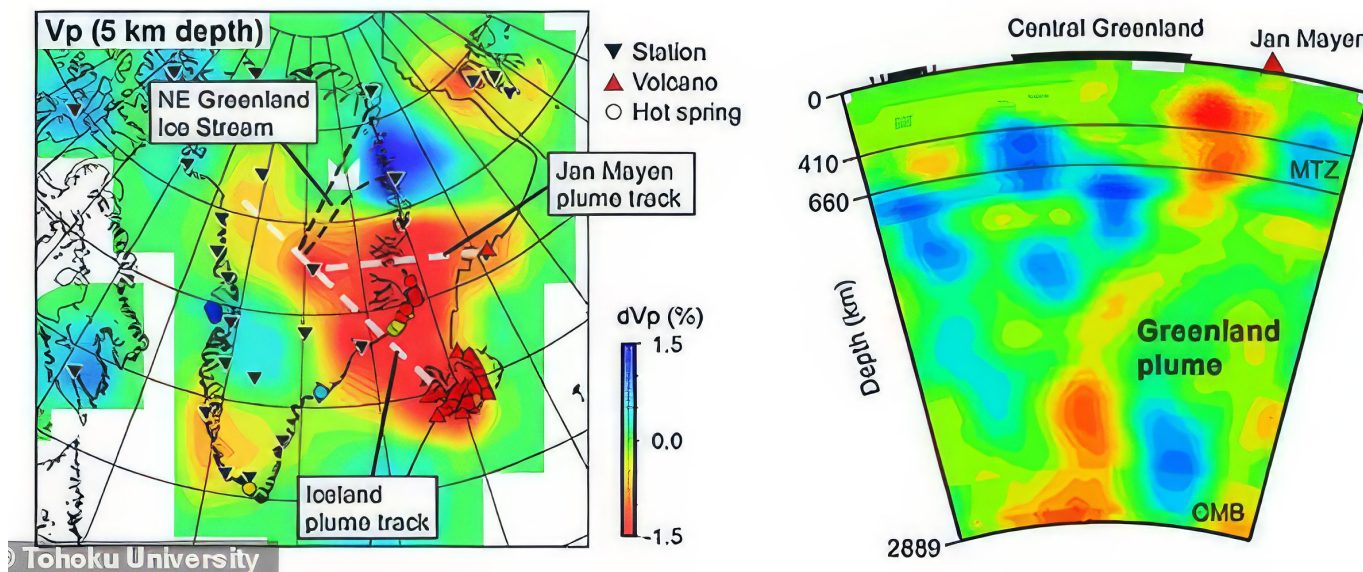 Vp (5 km depth)
NE Greenland
Ice Stream
Station
Volcano
Hot spring
Jan Mayen
plume track
dVp (%)
1.5
0.0
-1.5
Iceland
plume track
© Tohoku University
Central Greenland
Jan Mayen
0
410
660
MTZ
Depth (km)
Greenland
plume
CMB
2889